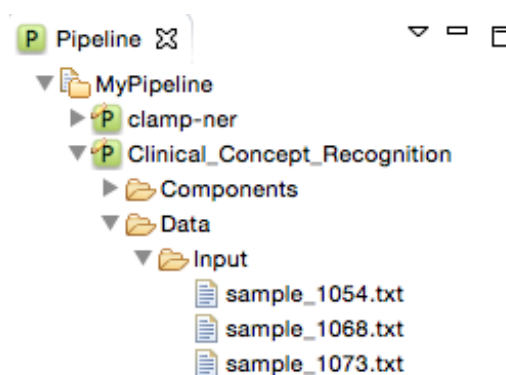 P Pipeline
MyPipeline
P clamp-ner
P Clinical_Concept_Recognition
Components
Data
Input
sample_1054.txt
sample_1068.txt
sample_1073.txt